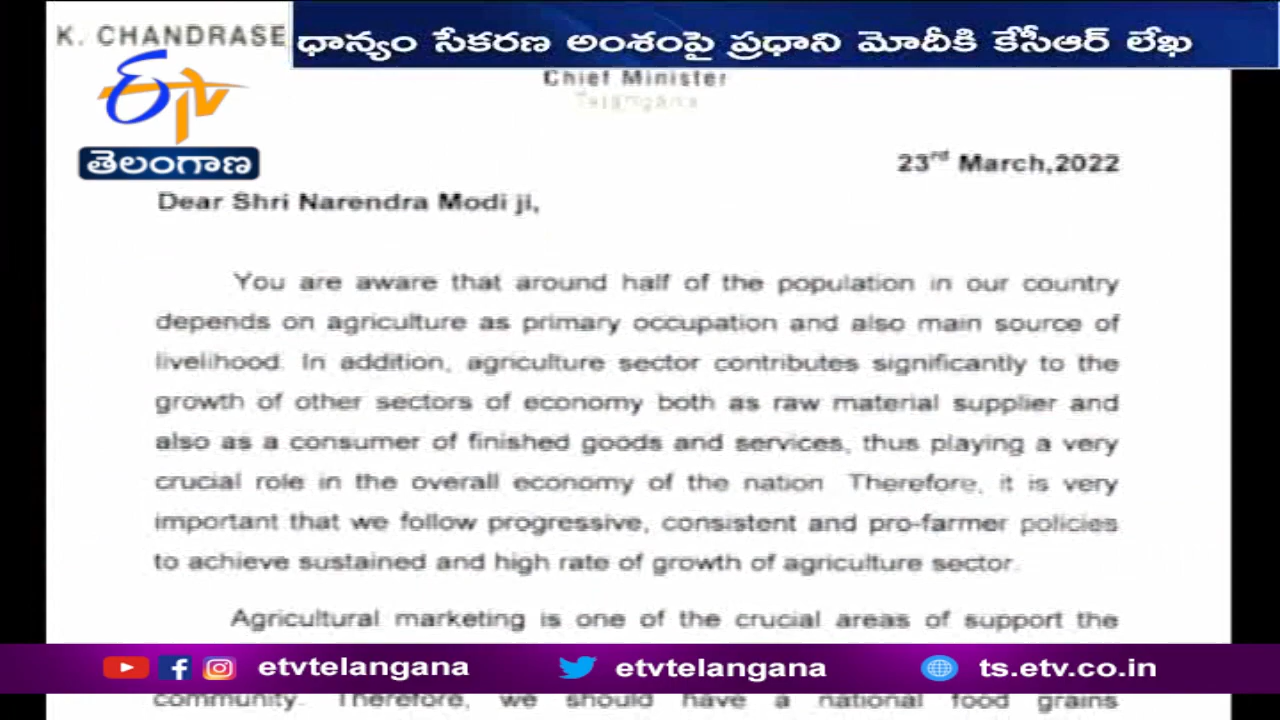 K. CHANDRASE
ధాన్యం సేకరణ అంశంపై ప్రధాని మోదీకి కేసీఆర్ లేఖ
Chief Minister
Telangana
ETV
తెలంగాణ
23rd March,2022
Dear Shri Narendra Modi ji,
You are aware that around half of the population in our country
depends on agriculture as primary occupation and also main source of
livelihood. In addition, agriculture sector contributes significantly to the
growth of other sectors of economy both as raw material supplier and
also as a consumer of finished goods and services, thus playing a very
crucial role in the overall economy of the nation. Therefore, it is very
important that we follow progressive, consistent and pro-farmer policies
to achieve sustained and high rate of growth of agriculture sector.
Agricultural marketing is one of the crucial areas of support the
etvtelangana etvtelangana ts.etv.co.in
community. Therefore, we should have a national food grains